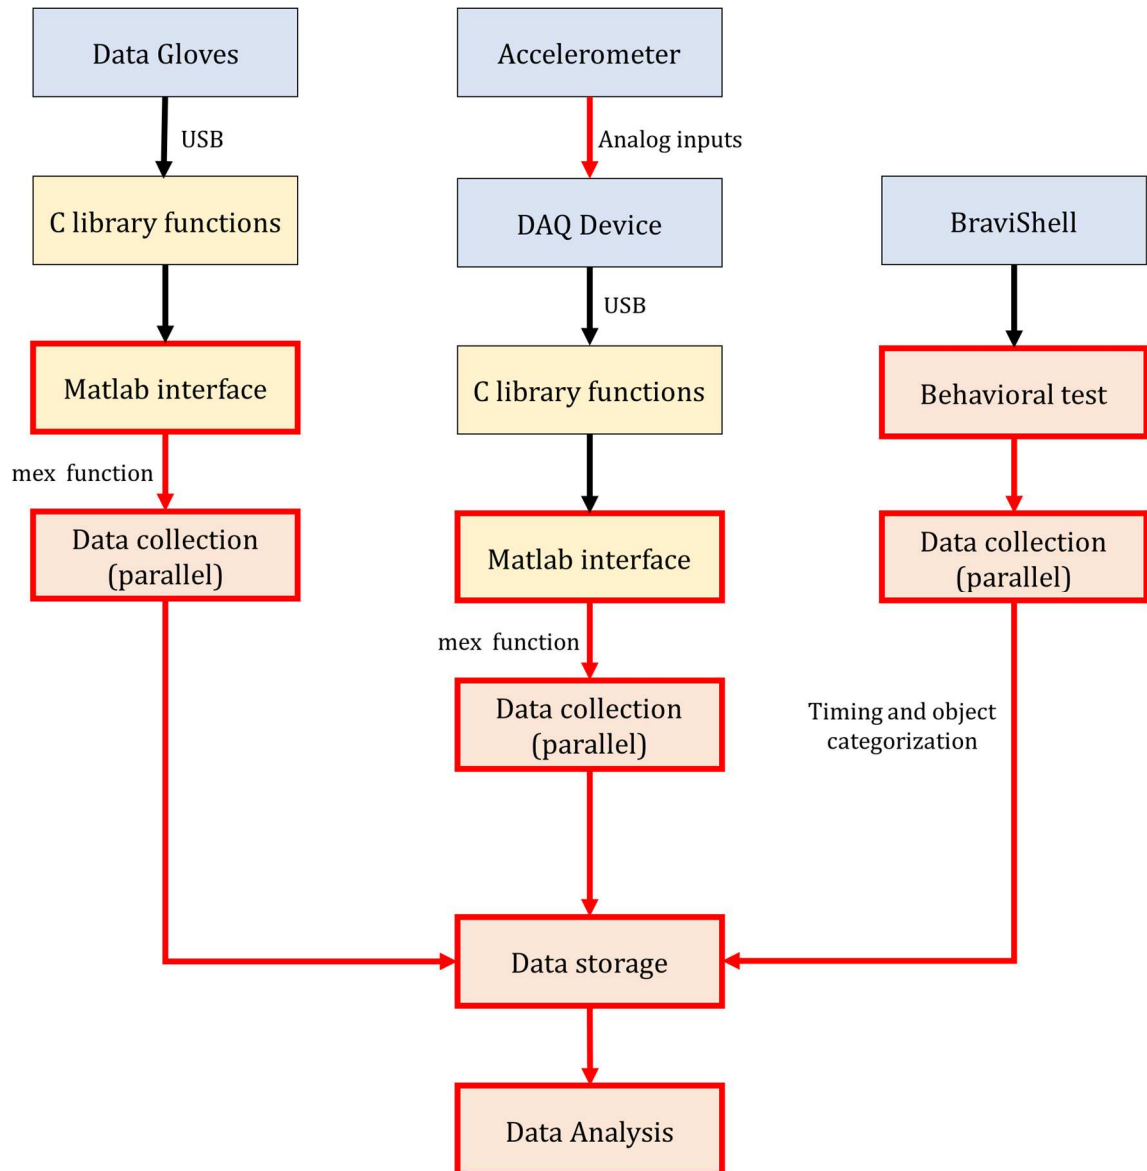 Data Gloves
Accelerometer
USB
Analog inputs
C library functions
DAQ Device
BraviShell
USB
Matlab interface
C library functions
Behavioral test
mex function
Data collection
(parallel)
Matlab interface
Data collection
(parallel)
mex function
Data collection
(parallel)
Timing and object
categorization
Data storage
Data Analysis